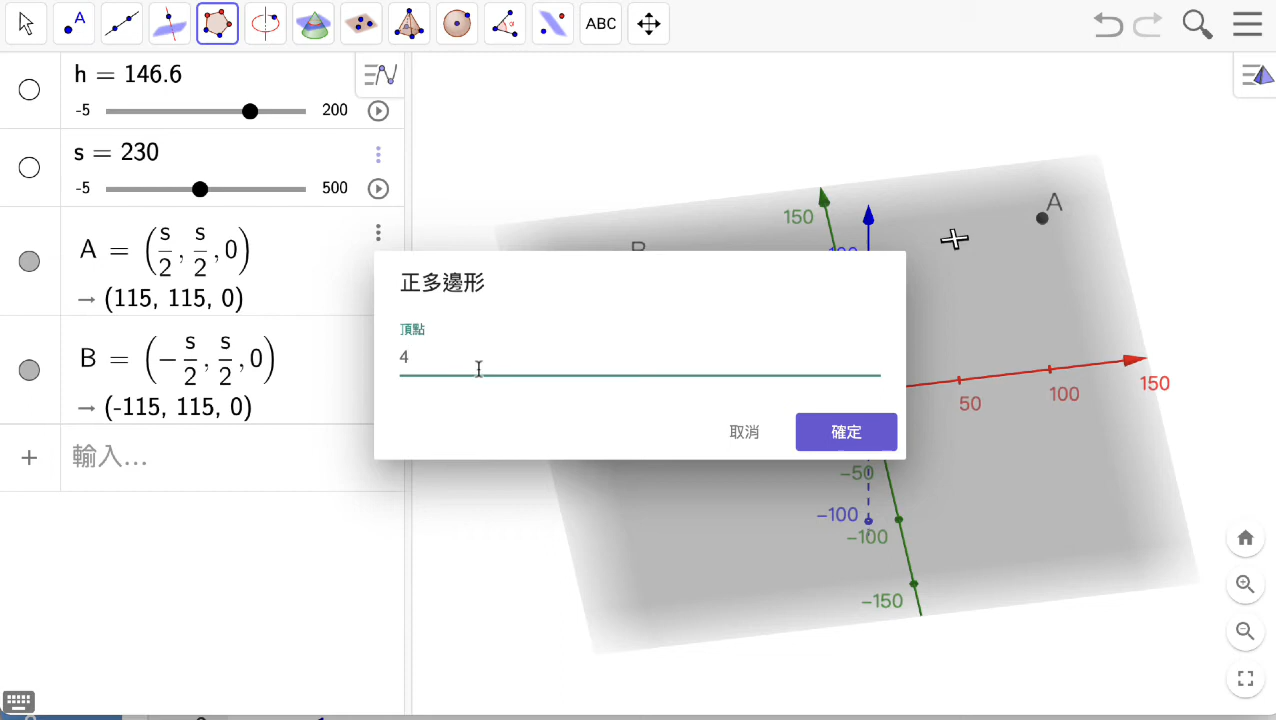 ABC
h = 146.6
-5
200
s = 230
-5
500
A = (s/2, s/2, 0)
→ (115, 115, 0)
B = (−s/2, s/2, 0)
→ (-115, 115, 0)
+ 輸入…
正多邊形
頂點
4
取消
確定
A
B
150
100
50
100
150
−50
−100
−100
−150